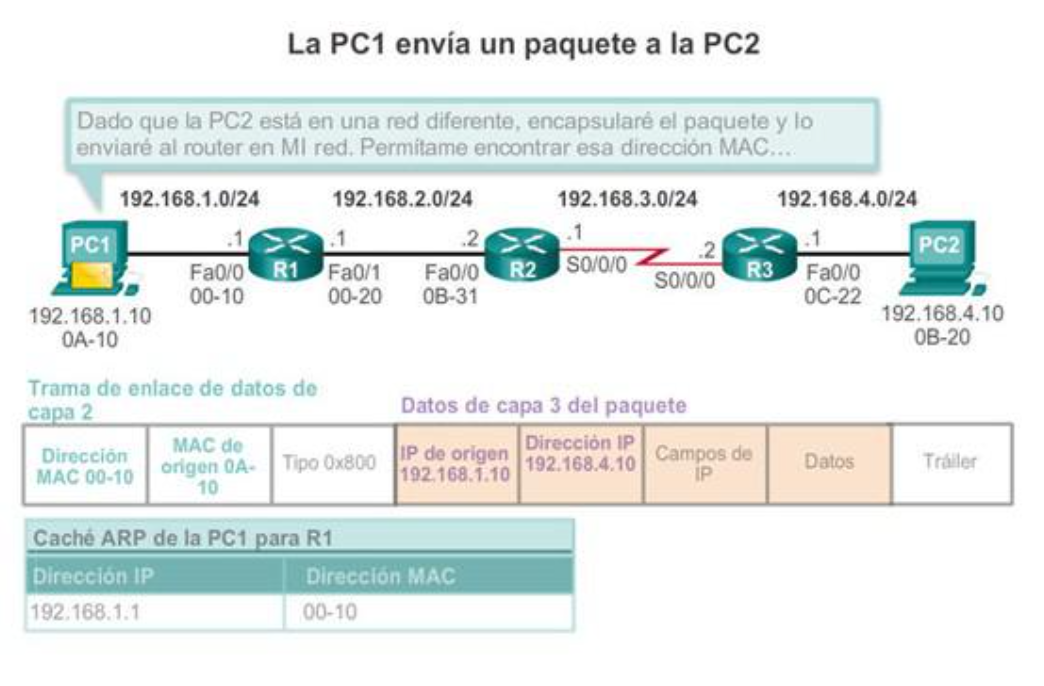 La PC1 envía un paquete a la PC2
Dado que la PC2 está en una red diferente, encapsularé el paquete y lo
enviaré al router en MI red. Permítame encontrar esa dirección MAC...
192.168.1.0/24
192.168.2.0/24
192.168.3.0/24
192.168.4.0/24
PC1
.1
R1
.1
.2
R2
.1
.2
R3
.1
PC2
Fa0/0
00-10
Fa0/1
00-20
Fa0/0
0B-31
S0/0/0
S0/0/0
Fa0/0
0C-22
192.168.1.10
0A-10
192.168.4.10
0B-20
Trama de enlace de datos de
capa 2
Datos de capa 3 del paquete
Dirección
MAC 00-10
MAC de
origen 0A-
10
Tipo 0x800
IP de origen
192.168.1.10
Dirección IP
192.168.4.10
Campos de
IP
Datos
Tráiler
Caché ARP de la PC1 para R1
Dirección IP
Dirección MAC
192.168.1.1
00-10